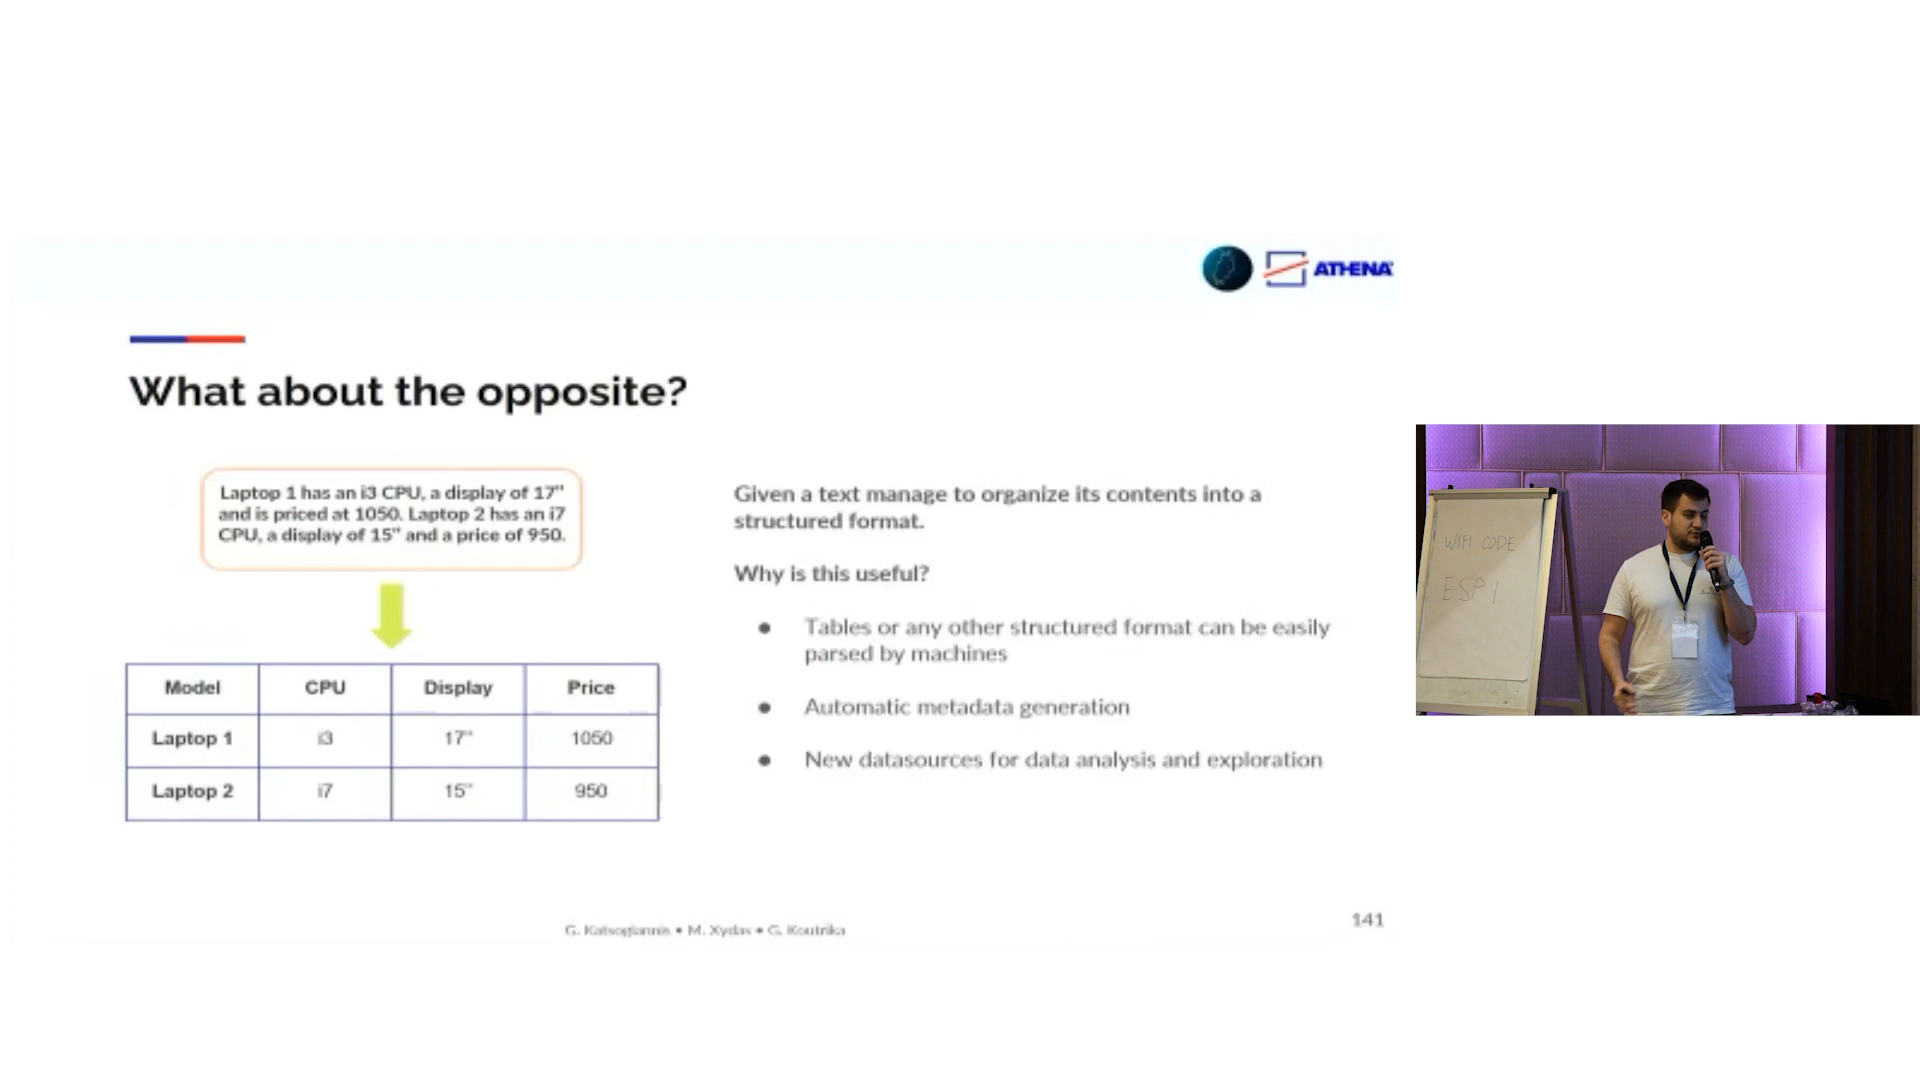 ATHENA
What about the opposite?
Laptop 1 has an i3 CPU, a display of 17"
and is priced at 1050. Laptop 2 has an i7
CPU, a display of 15" and a price of 950.
Model CPU Display Price
Laptop 1 i3 17" 1050
Laptop 2 i7 15" 950
Given a text manage to organize its contents into a
structured format.
Why is this useful?
● Tables or any other structured format can be easily
parsed by machines
● Automatic metadata generation
● New datasources for data analysis and exploration
G. Katsogiannis • M. Xydas • G. Koutrika
141
WIFI CODE
ESP1